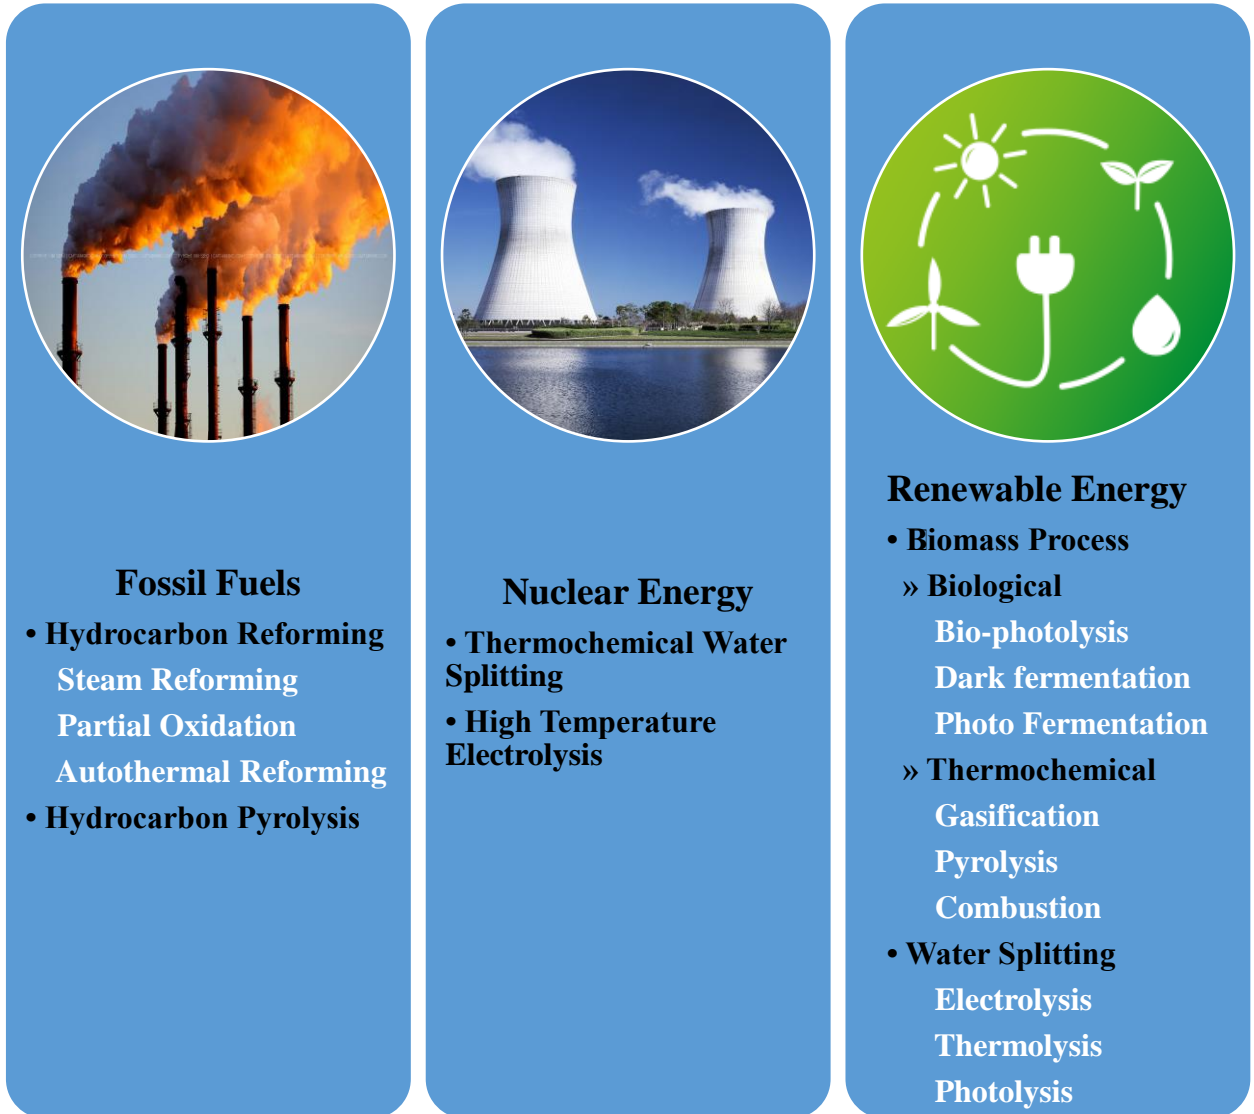 Fossil Fuels
• Hydrocarbon Reforming
Steam Reforming
Partial Oxidation
Autothermal Reforming
• Hydrocarbon Pyrolysis
Nuclear Energy
• Thermochemical Water
Splitting
• High Temperature
Electrolysis
Renewable Energy
• Biomass Process
» Biological
Bio-photolysis
Dark fermentation
Photo Fermentation
» Thermochemical
Gasification
Pyrolysis
Combustion
• Water Splitting
Electrolysis
Thermolysis
Photolysis